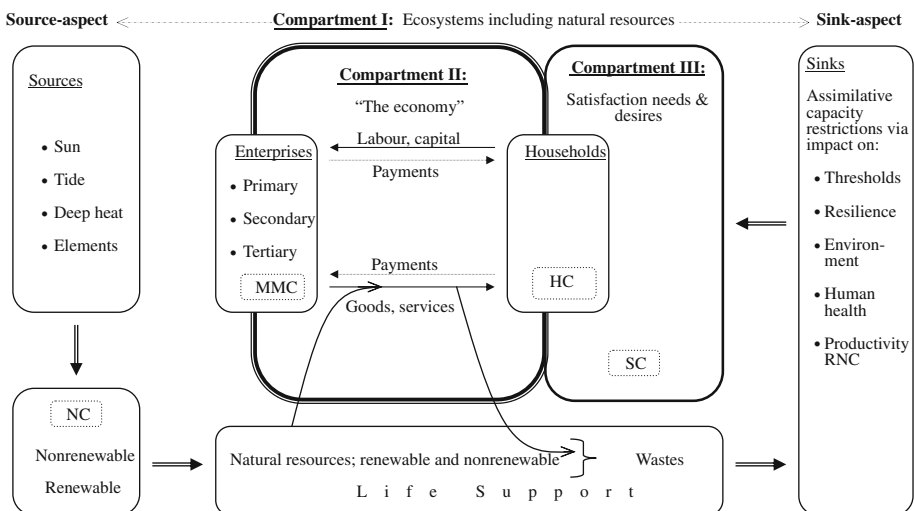 Source-aspect
Compartment I: Ecosystems including natural resources
Sink-aspect
Sources
• Sun
• Tide
• Deep heat
• Elements
NC
Nonrenewable
Renewable
Compartment II:
“The economy”
Enterprises
• Primary
• Secondary
• Tertiary
MMC
Labour, capital
Payments
Payments
Goods, services
Compartment III:
Satisfaction needs &
desires
Households
HC
SC
Natural resources; renewable and nonrenewable
Wastes
Life Support
Sinks
Assimilative
capacity
restrictions via
impact on:
• Thresholds
• Resilience
• Environ-
ment
• Human
health
• Productivity
RNC